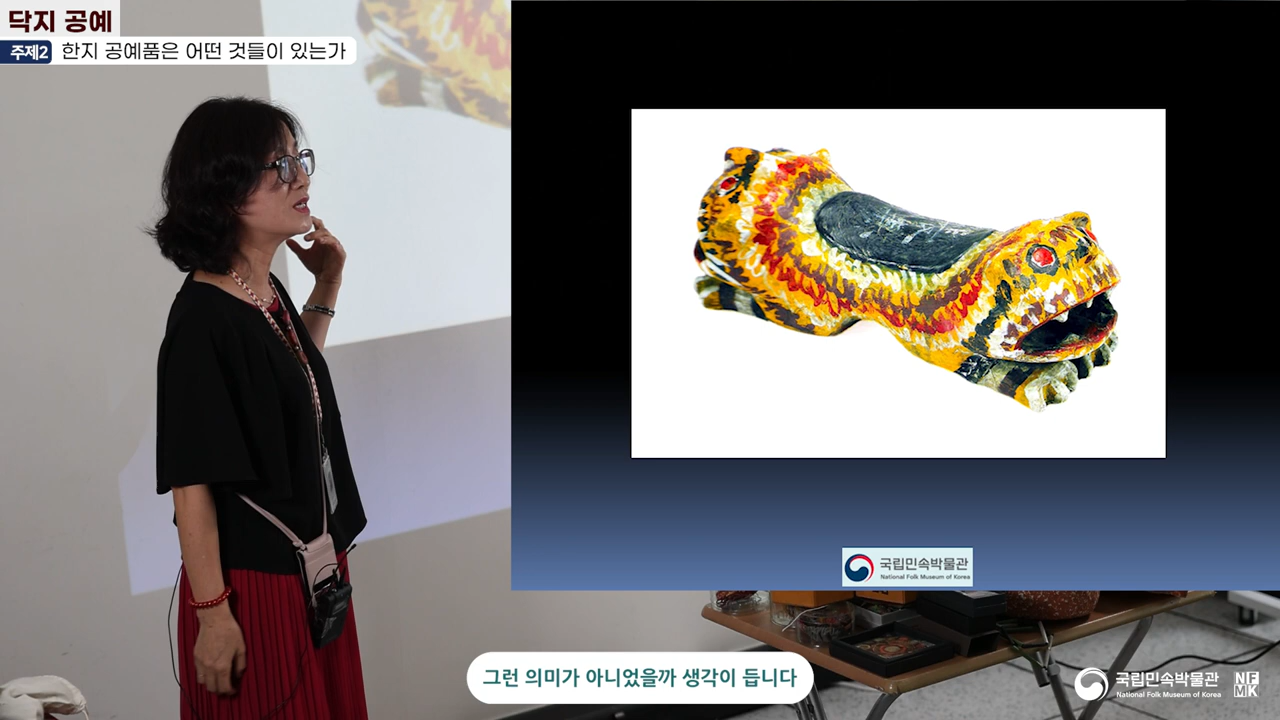 닥지 공예
주제2 한지 공예품은 어떤 것들이 있는가
국립민속박물관
National Folk Museum of Korea
그런 의미가 아니었을까 생각이 듭니다
국립민속박물관
National Folk Museum of Korea
NF
MK